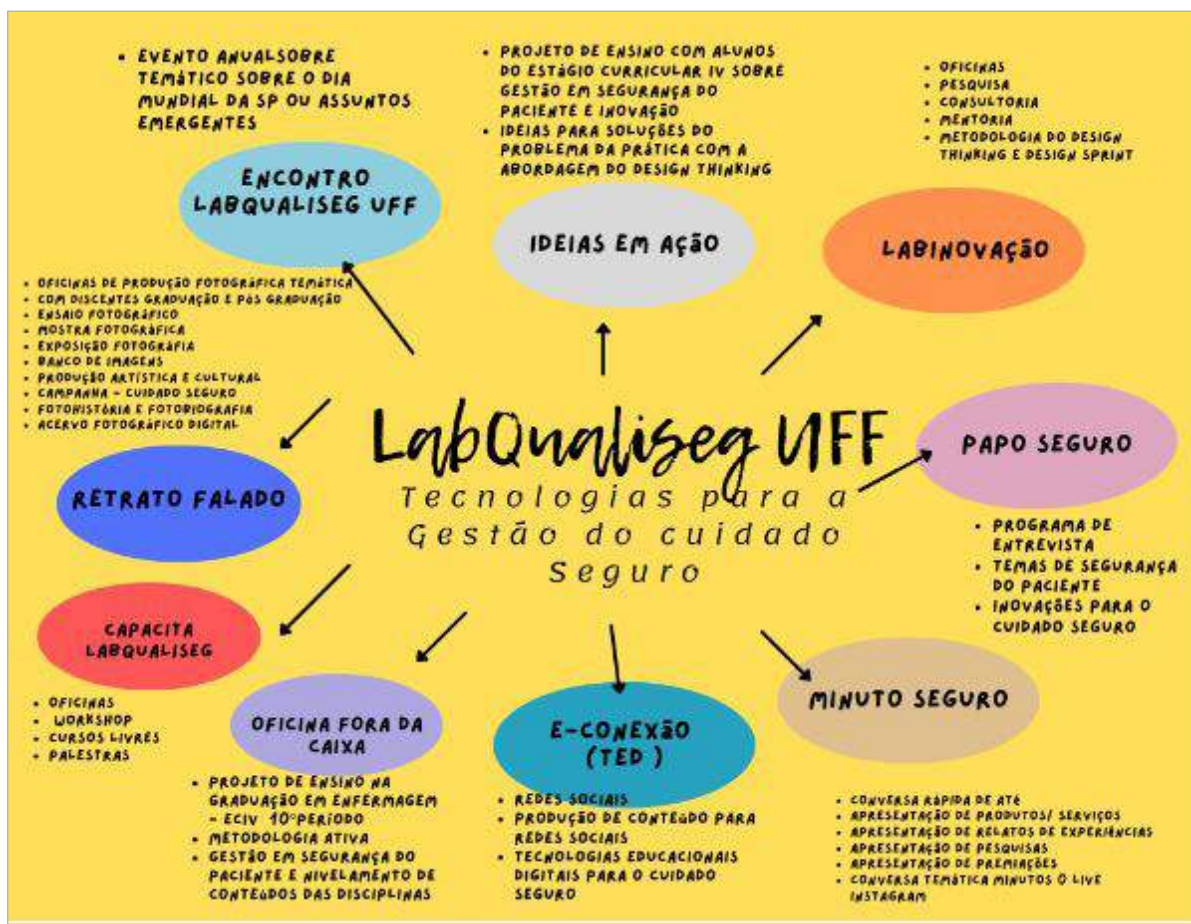 EVENTO ANUALSOBRE
TEMÁTICO SOBRE O DIA
MUNDIAL DA SP OU ASSUNTOS
EMERGENTES
ENCONTRO
LABQUALISEG UFF
PROJETO DE ENSINO COM ALUNOS
DO ESTÁGIO CURRICULAR IV SOBRE
GESTÃO EM SEGURANÇA DO
PACIENTE E INOVAÇÃO
IDÉIAS PARA SOLUÇÕES DO
PROBLEMA DA PRÁTICA COM A
ABORDAGEM DO DESIGN THINKING
IDEIAS EM AÇÃO
OFICINAS
PESQUISA
CONSULTORIA
MENTORIA
METODOLOGIA DO DESIGN
THINKING E DESIGN SPRINT
LABINOVAÇÃO
OFICINAS DE PRODUÇÃO FOTOGRÁFICA TEMÁTICA
COM DISCENTES GRADUAÇÃO E PÓS GRADUAÇÃO
ENSAIO FOTOGRÁFICO
MOSTRA FOTOGRÁFICA
EXPOSIÇÃO FOTOGRÁFIA
BANCO DE IMAGENS
PRODUÇÃO ARTÍSTICA E CULTURAL
CAMPANHA - CUIDADO SEGURO
FOTOHISTÓRIA E FOTOBIOGRAFIA
ACERVO FOTOGRÁFICO DIGITAL
RETRATO FALADO
LabQualiseg UFF
Tecnologias para a
Gestão do cuidado
Seguro
PAPO SEGURO
PROGRAMA DE
ENTREVISTA
TEMAS DE SEGURANÇA
DO PACIENTE
INOVAÇÕES PARA O
CUIDADO SEGURO
CAPACITA
LABQUALISEG
OFICINAS
WORKSHOP
CURSOS LIVRES
PALESTRAS
OFICINA FORA DA
CAIXA
PROJETO DE ENSINO NA
GRADUAÇÃO EM ENFERMAGEM
- ECIV 10ºPERÍODO
METODOLOGIA ATIVA
GESTÃO EM SEGURANÇA DO
PACIENTE E NIVELAMENTO DE
CONTEÚDOS DAS DISCIPLINAS
E-CONEXÃO
(TED )
REDES SOCIAIS
PRODUÇÃO DE CONTEÚDO PARA
REDES SOCIAIS
TECNOLOGIAS EDUCACIONAIS
DIGITAIS PARA O CUIDADO
SEGURO
MINUTO SEGURO
CONVERSA RÁPIDA DE ATÉ
APRESENTAÇÃO DE PRODUTOS/ SERVIÇOS
APRESENTAÇÃO DE RELATOS DE EXPERIÊNCIAS
APRESENTAÇÃO DE PESQUISAS
APRESENTAÇÃO DE PREMIAÇÕES
CONVERSA TEMÁTICA MINUTOS O LIVE
INSTAGRAM